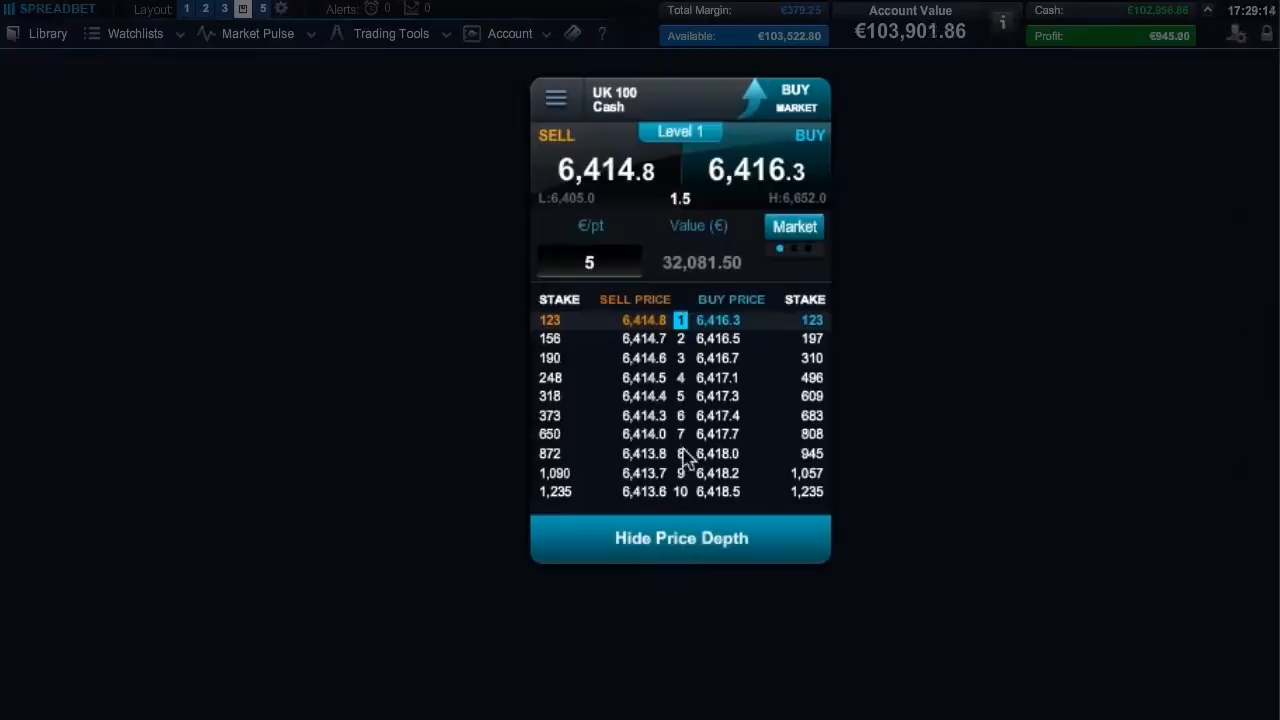 SPREADBET Layout: 1 2 3 5 Alerts: 0 0 Total Margin: €379.25 Account Value Cash: €102,956.86 17:29:14
Library Watchlists Market Pulse Trading Tools Account ? Available: €103,522.60 €103,901.86 i Profit: €945.00
UK 100 BUY
Cash MARKET
SELL Level 1 BUY
6,414.8 6,416.3
L:6,405.0 1.5 H:6,652.0
€/pt Value (€) Market
5 32,081.50
STAKE SELL PRICE BUY PRICE STAKE
123 6,414.8 1 6,416.3 123
156 6,414.7 2 6,416.5 197
190 6,414.6 3 6,416.7 310
248 6,414.5 4 6,417.1 496
318 6,414.4 5 6,417.3 609
373 6,414.3 6 6,417.4 683
650 6,414.0 7 6,417.7 808
872 6,413.8 8 6,418.0 945
1,090 6,413.7 9 6,418.2 1,057
1,235 6,413.6 10 6,418.5 1,235
Hide Price Depth